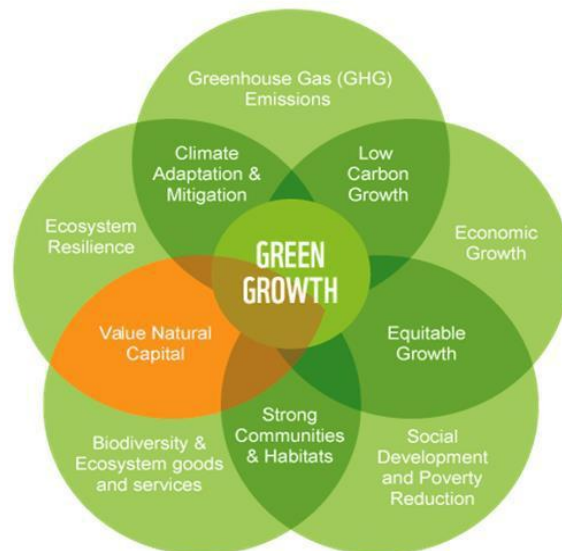 Greenhouse Gas (GHG)
Emissions
Climate
Adaptation &
Mitigation
Low
Carbon
Growth
Ecosystem
Resilience
GREEN
GROWTH
Economic
Growth
Value Natural
Capital
Equitable
Growth
Biodiversity &
Ecosystem goods
and services
Strong
Communities
& Habitats
Social
Development
and Poverty
Reduction